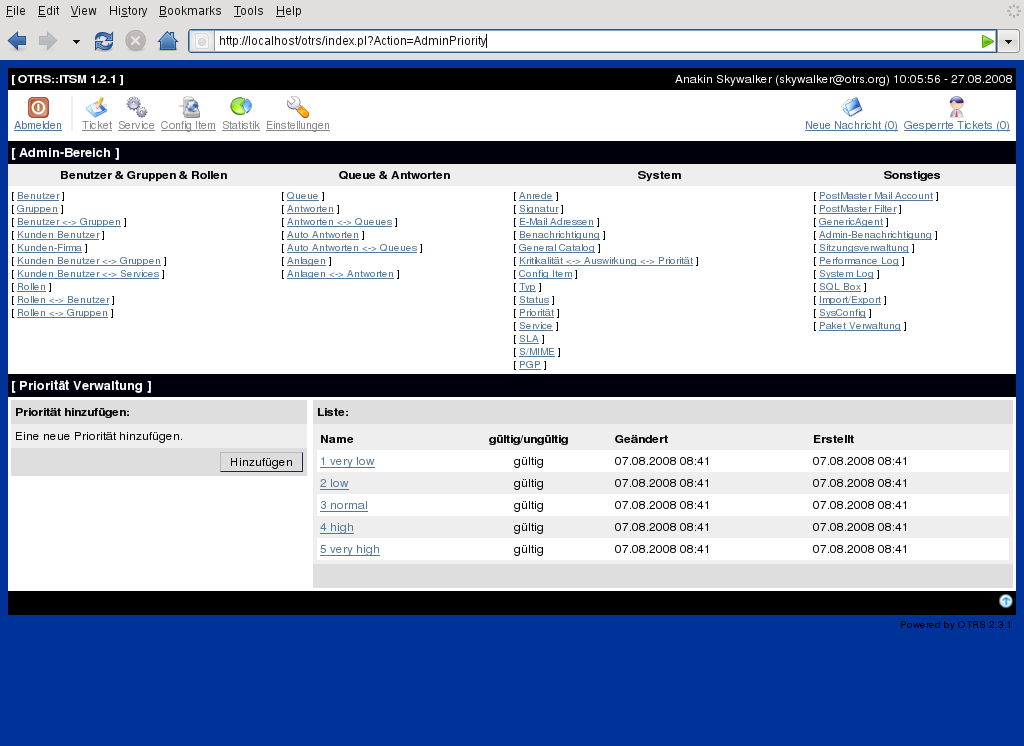 File Edit View History Bookmarks Tools Help
http://localhost/otrs/index.pl?Action=AdminPriority
[ OTRS::ITSM 1.2.1 ] Anakin Skywalker (skywalker@otrs.org) 10:05:56 - 27.08.2008
Abmelden Ticket Service Config Item Statistik Einstellungen Neue Nachricht (0) Gesperrte Tickets (0)
[ Admin-Bereich ]
Benutzer & Gruppen & Rollen Queue & Antworten System Sonstiges
[ Benutzer ] [ Queue ] [ Anrede ] [ PostMaster Mail Account ]
[ Gruppen ] [ Antworten ] [ Signatur ] [ PostMaster Filter ]
[ Benutzer <-> Gruppen ] [ Antworten <-> Queues ] [ E-Mail Adressen ] [ GenericAgent ]
[ Kunden Benutzer ] [ Auto Antworten ] [ Benachrichtigung ] [ Admin-Benachrichtigung ]
[ Kunden-Firma ] [ Auto Antworten <-> Queues ] [ General Catalog ] [ Sitzungsverwaltung ]
[ Kunden Benutzer <-> Gruppen ] [ Anlagen ] [ Kritikalität <-> Auswirkung <-> Priorität ] [ Performance Log ]
[ Kunden Benutzer <-> Services ] [ Anlagen <-> Antworten ] [ Config Item ] [ System Log ]
[ Rollen ] [ Typ ] [ SQL Box ]
[ Rollen <-> Benutzer ] [ Status ] [ Import/Export ]
[ Rollen <-> Gruppen ] [ Priorität ] [ SysConfig ]
[ Service ] [ Paket Verwaltung ]
[ SLA ]
[ S/MIME ]
[ PGP ]
[ Priorität Verwaltung ]
Priorität hinzufügen: Liste:
Eine neue Priorität hinzufügen. Name gültig/ungültig Geändert Erstellt
Hinzufügen 1 very low gültig 07.08.2008 08:41 07.08.2008 08:41
2 low gültig 07.08.2008 08:41 07.08.2008 08:41
3 normal gültig 07.08.2008 08:41 07.08.2008 08:41
4 high gültig 07.08.2008 08:41 07.08.2008 08:41
5 very high gültig 07.08.2008 08:41 07.08.2008 08:41
Powered by OTRS 2.3.1